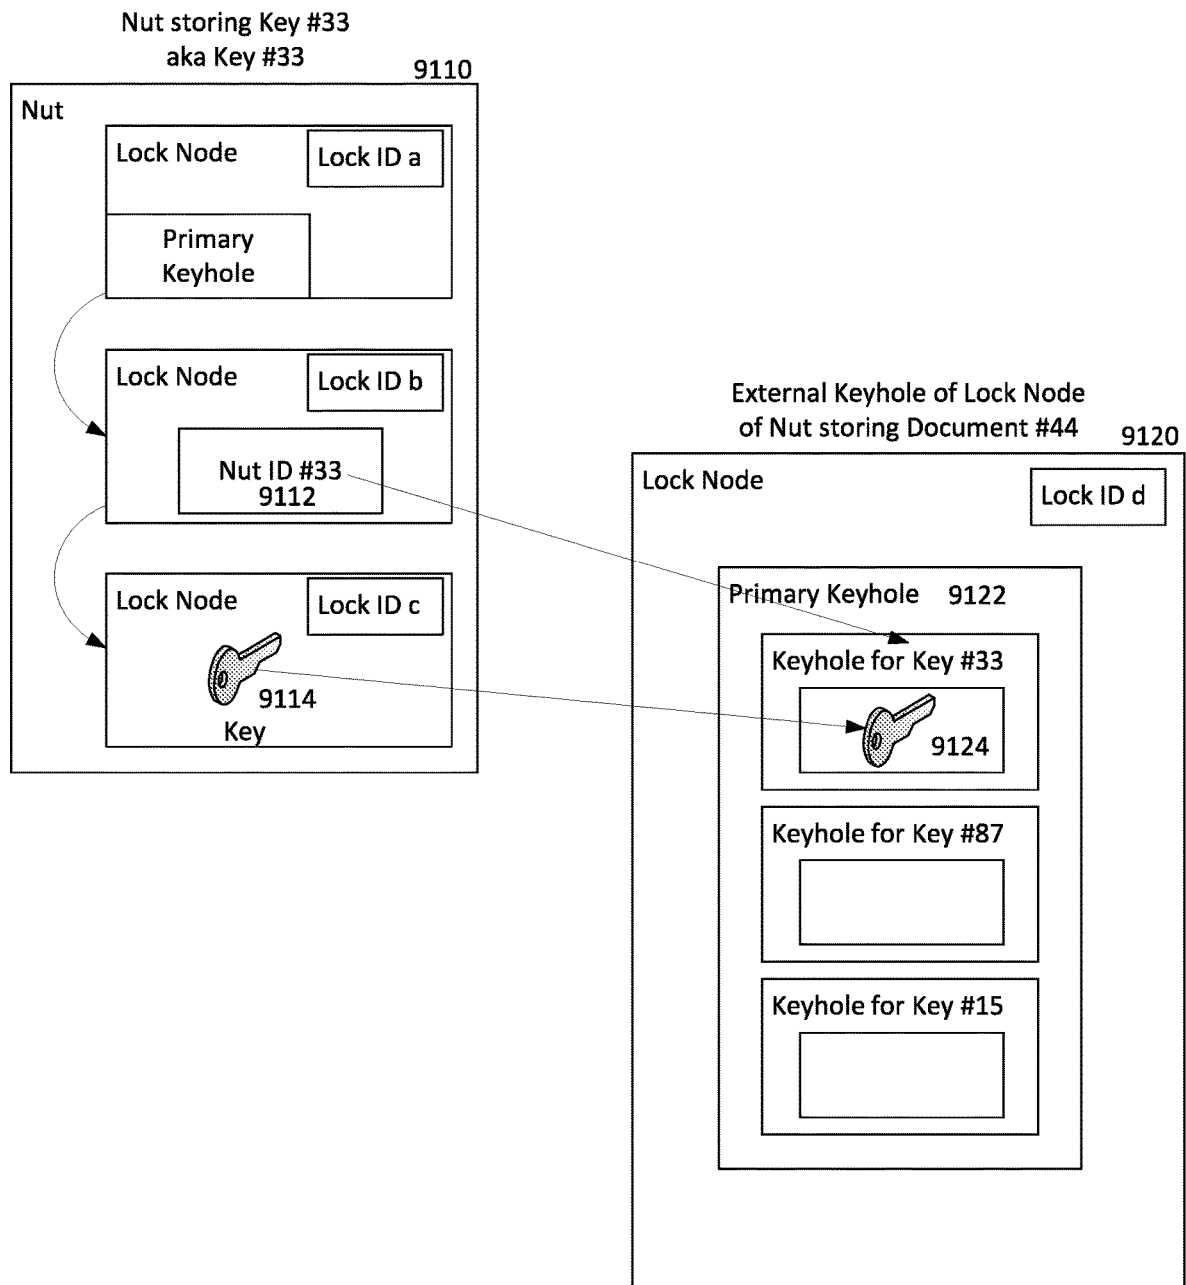 Nut storing Key #33
aka Key #33
9110
Nut
Lock Node
Lock ID a
Primary
Keyhole
Lock Node
Lock ID b
Nut ID #33
9112
Lock Node
Lock ID c
9114
Key
External Keyhole of Lock Node
of Nut storing Document #44
9120
Lock Node
Lock ID d
Primary Keyhole 9122
Keyhole for Key #33
9124
Keyhole for Key #87
Keyhole for Key #15